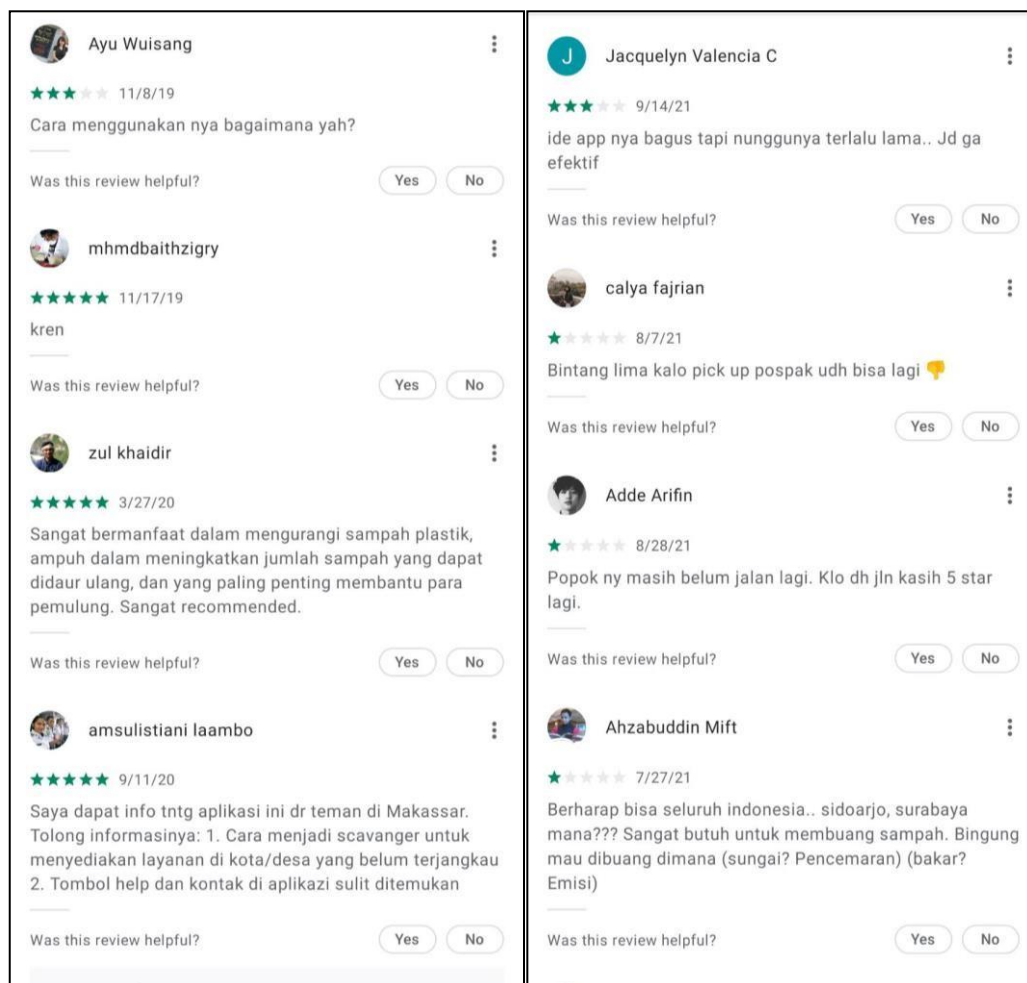 Ayu Wuisang
11/8/19
Cara menggunakan nya bagaimana yah?
Was this review helpful?
Yes
No
mhmdbaithzigry
11/17/19
kren
Was this review helpful?
Yes
No
zul khaidir
3/27/20
Sangat bermanfaat dalam mengurangi sampah plastik,
ampuh dalam meningkatkan jumlah sampah yang dapat
didaur ulang, dan yang paling penting membantu para
pemulung. Sangat recommended.
Was this review helpful?
Yes
No
amsulistiani laambo
9/11/20
Saya dapat info tntg aplikasi ini dr teman di Makassar.
Tolong informasinya: 1. Cara menjadi scavanger untuk
menyediakan layanan di kota/desa yang belum terjangkau
2. Tombol help dan kontak di aplikazi sulit ditemukan
Was this review helpful?
Yes
No
J
Jacquelyn Valencia C
9/14/21
ide app nya bagus tapi nunggunya terlalu lama.. Jd ga
efektif
Was this review helpful?
Yes
No
calya fajrian
8/7/21
Bintang lima kalo pick up pospak udh bisa lagi 👎
Was this review helpful?
Yes
No
Adde Arifin
8/28/21
Popok ny masih belum jalan lagi. Klo dh jln kasih 5 star
lagi.
Was this review helpful?
Yes
No
Ahzabuddin Mift
7/27/21
Berharap bisa seluruh indonesia.. sidoarjo, surabaya
mana??? Sangat butuh untuk membuang sampah. Bingung
mau dibuang dimana (sungai? Pencemaran) (bakar?
Emisi)
Was this review helpful?
Yes
No